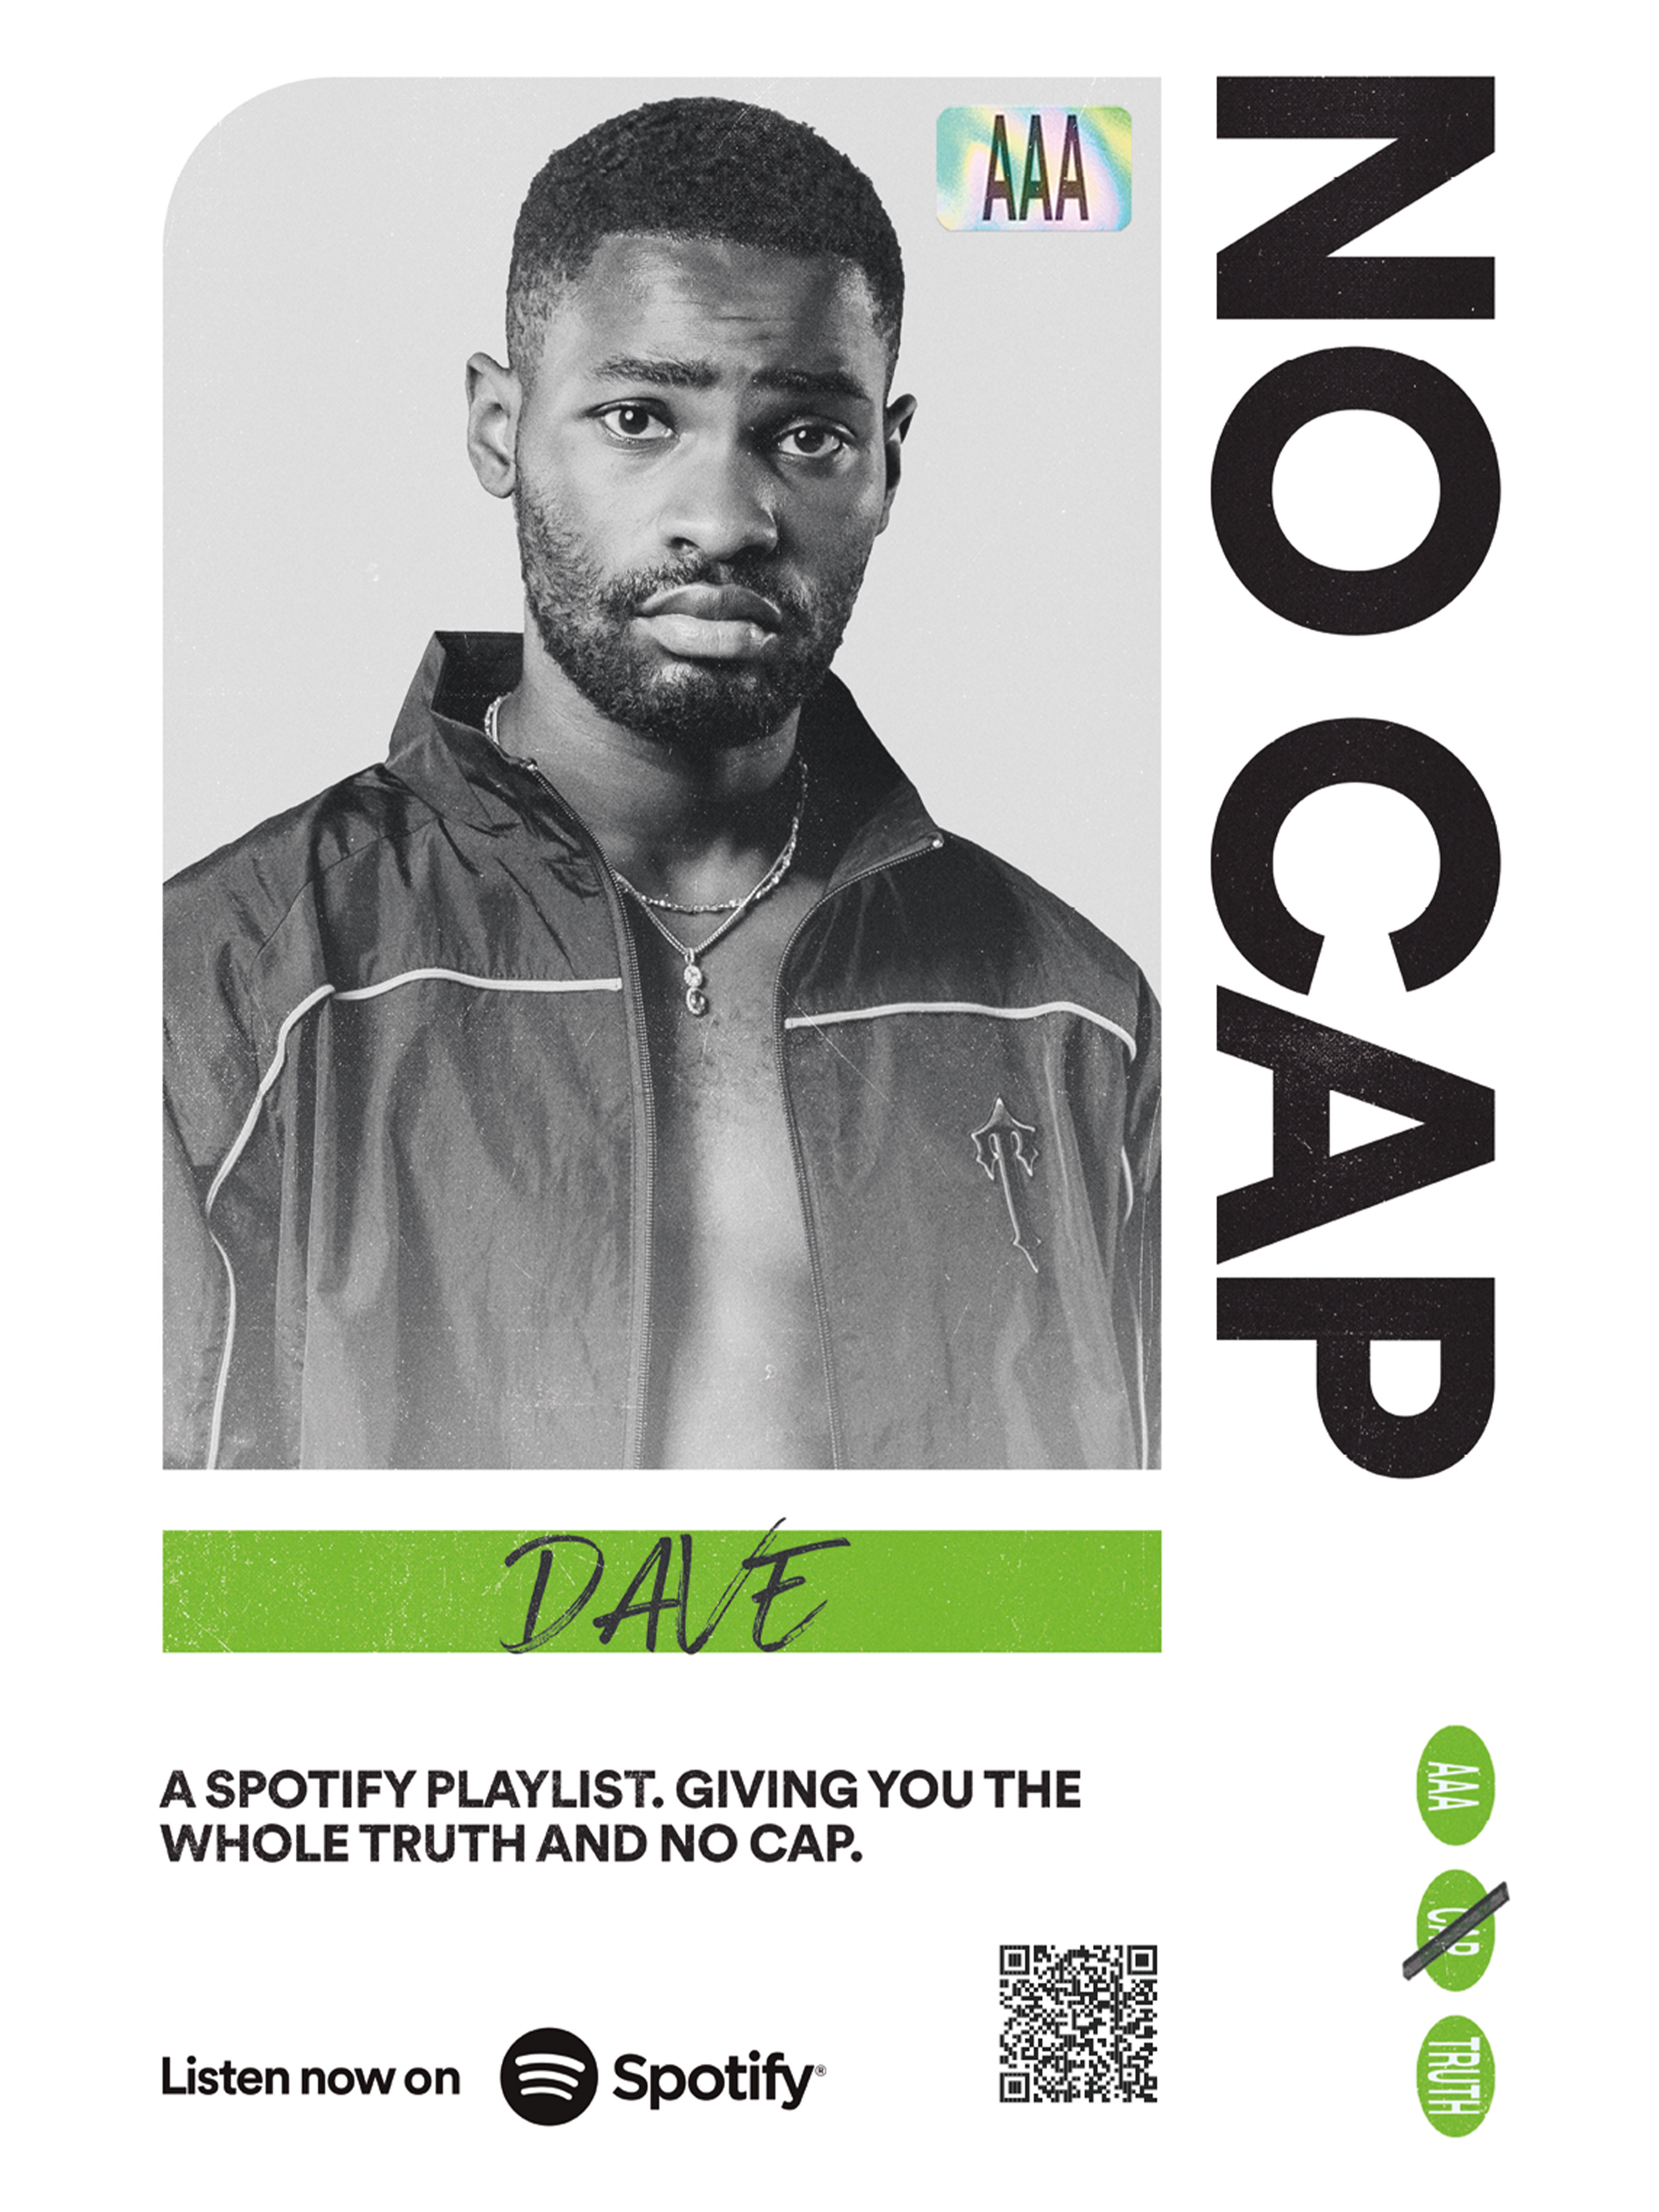 AAA
NO CAP
DAVE
A SPOTIFY PLAYLIST. GIVING YOU THE
WHOLE TRUTH AND NO CAP.
Listen now on Spotify®
AAA
CAP
TRUTH